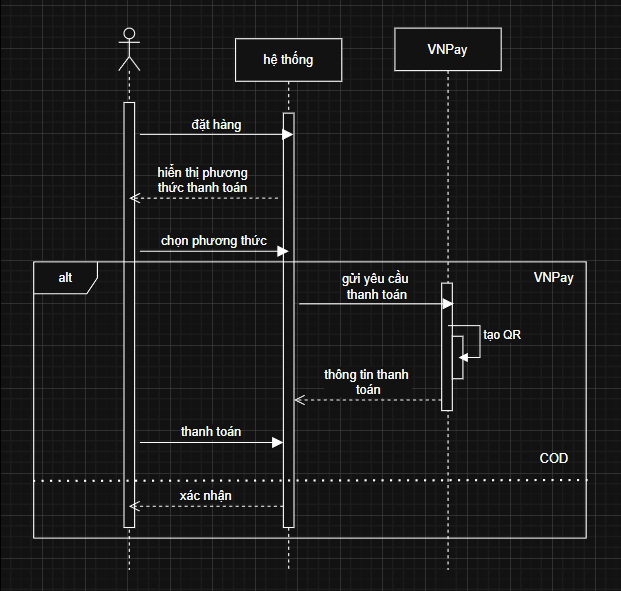 hệ thống
VNPay
đặt hàng
hiển thị phương
thức thanh toán
chọn phương thức
alt
VNPay
gửi yêu cầu
thanh toán
tạo QR
thông tin thanh
toán
thanh toán
COD
xác nhận